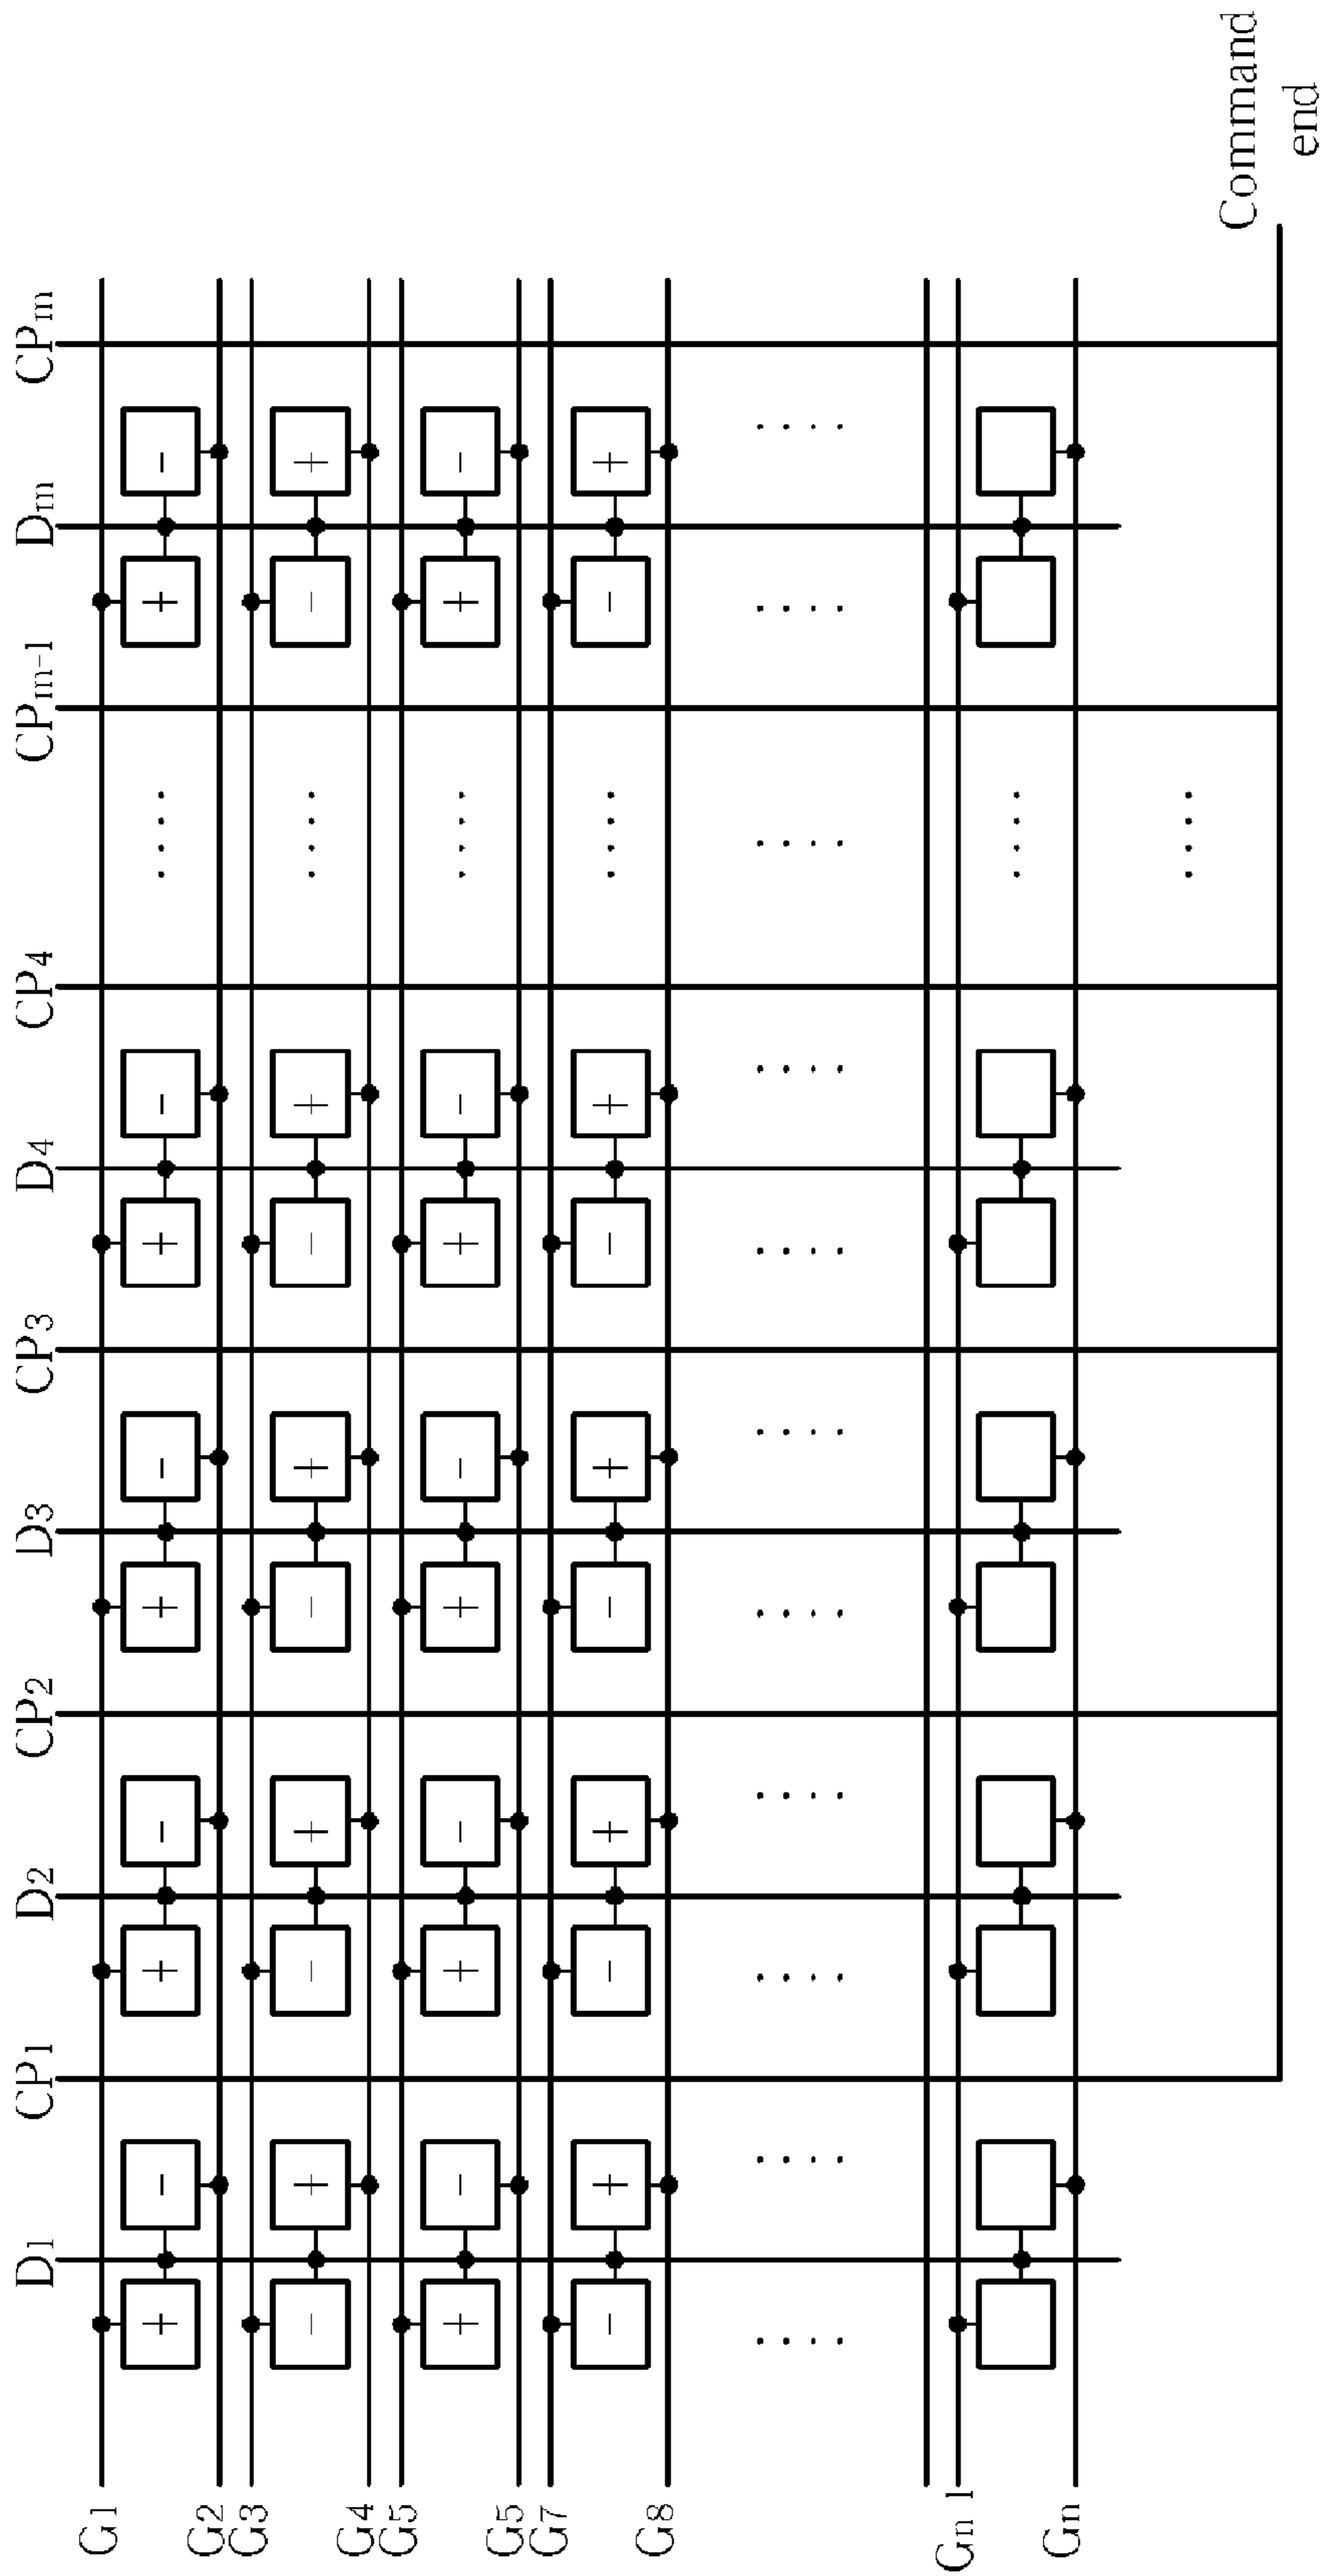 D1 CP1 D2 CP2 D3 CP3 D4 CP4 CPm-1 Dm CPm
G1
+ - + - + - + - + -
G2
G3
- + - + - + - + - +
G4
G5
+ - + - + - + - + -
G5
G7
- + - + - + - + - +
G8
Gn 1
Gn
Command
end